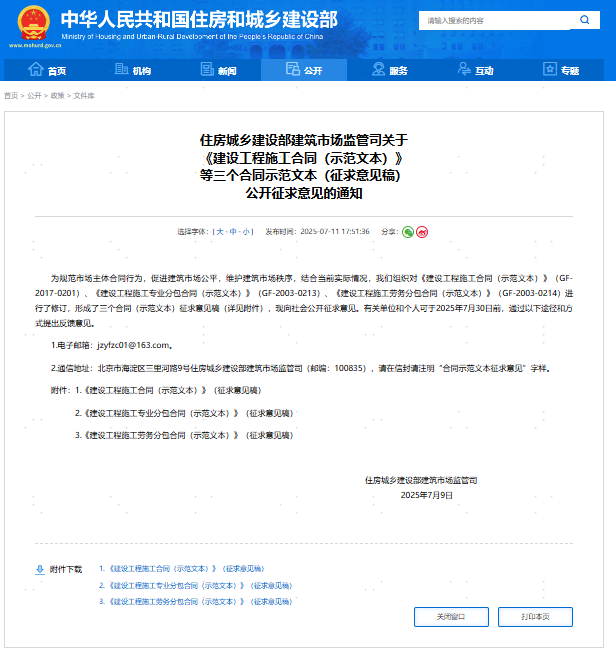 中华人民共和国住房和城乡建设部
Ministry of Housing and Urban-Rural Development of the People's Republic of China
www.mohurd.gov.cn
请输入搜索的内容
首页 机构 新闻 公开 服务 互动 专题
首页 > 公开 > 政策 > 文件库
住房城乡建设部建筑市场监管司关于
《建设工程施工合同（示范文本）》
等三个合同示范文本（征求意见稿）
公开征求意见的通知
选择字体：[ 大 - 中 - 小 ] 发布时间：2025-07-11 17:51:36 分享：
为规范市场主体合同行为，促进建筑市场公平，维护建筑市场秩序，结合当前实际情况，我们组织对《建设工程施工合同（示范文本）》（GF-
2017-0201）、《建设工程施工专业分包合同（示范文本）》（GF-2003-0213）、《建设工程施工劳务分包合同（示范文本）》（GF-2003-0214）进
行了修订，形成了三个合同（示范文本）征求意见稿（详见附件），现向社会公开征求意见。有关单位和个人可于2025年7月30日前，通过以下途径和方
式提出反馈意见。
1.电子邮箱：jzyfzc01@163.com。
2.通信地址：北京市海淀区三里河路9号住房城乡建设部建筑市场监管司（邮编：100835），请在信封请注明“合同示范文本征求意见”字样。
附件：1.《建设工程施工合同（示范文本）》（征求意见稿）
2.《建设工程施工专业分包合同（示范文本）》（征求意见稿）
3.《建设工程施工劳务分包合同（示范文本）》（征求意见稿）
住房城乡建设部建筑市场监管司
2025年7月9日
附件下载
1. 《建设工程施工合同（示范文本）》（征求意见稿）
2. 《建设工程施工专业分包合同（示范文本）》（征求意见稿）
3. 《建设工程施工劳务分包合同（示范文本）》（征求意见稿）
关闭窗口 打印本页